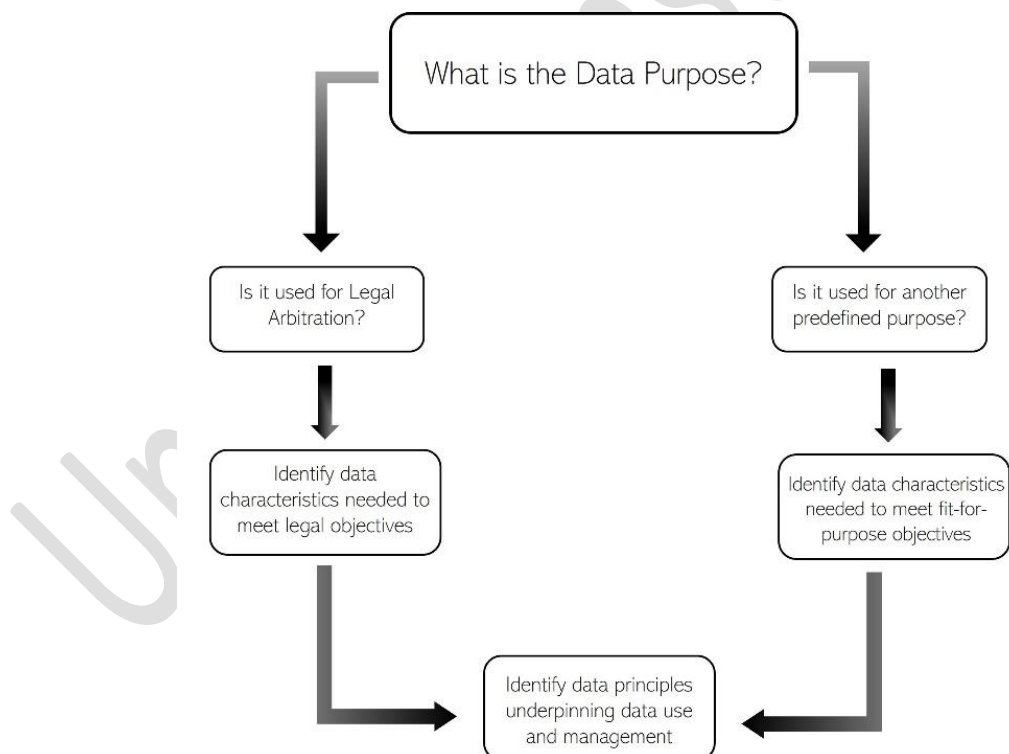 What is the Data Purpose?
Is it used for Legal
Arbitration?
Is it used for another
predefined purpose?
Identify data
characteristics needed to
meet legal objectives
Identify data characteristics
needed to meet fit-for-
purpose objectives
Identify data principles
underpinning data use
and management